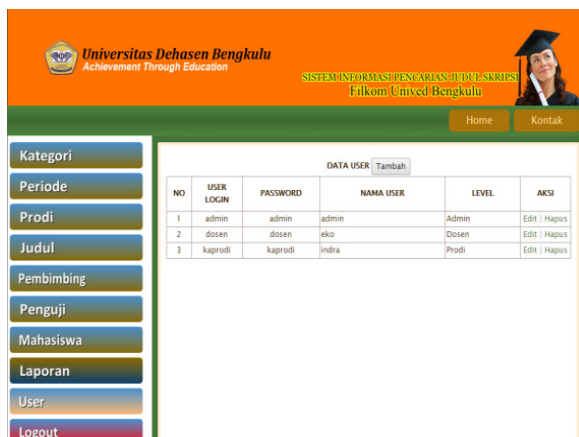 Universitas Dehasen Bengkulu
Achievement Through Education
SISTEM INFORMASI PENCARIAN JUDUL SKRIPSI
Filkom Unived Bengkulu
Home Kontak
Kategori
Periode
Prodi
Judul
Pembimbing
Penguji
Mahasiswa
Laporan
User
Logout
DATA USER Tambah
NO USER LOGIN PASSWORD NAMA USER LEVEL AKSI
1 admin admin admin Admin Edit | Hapus
2 dosen dosen eko Dosen Edit | Hapus
3 kaprodi kaprodi indra Prodi Edit | Hapus